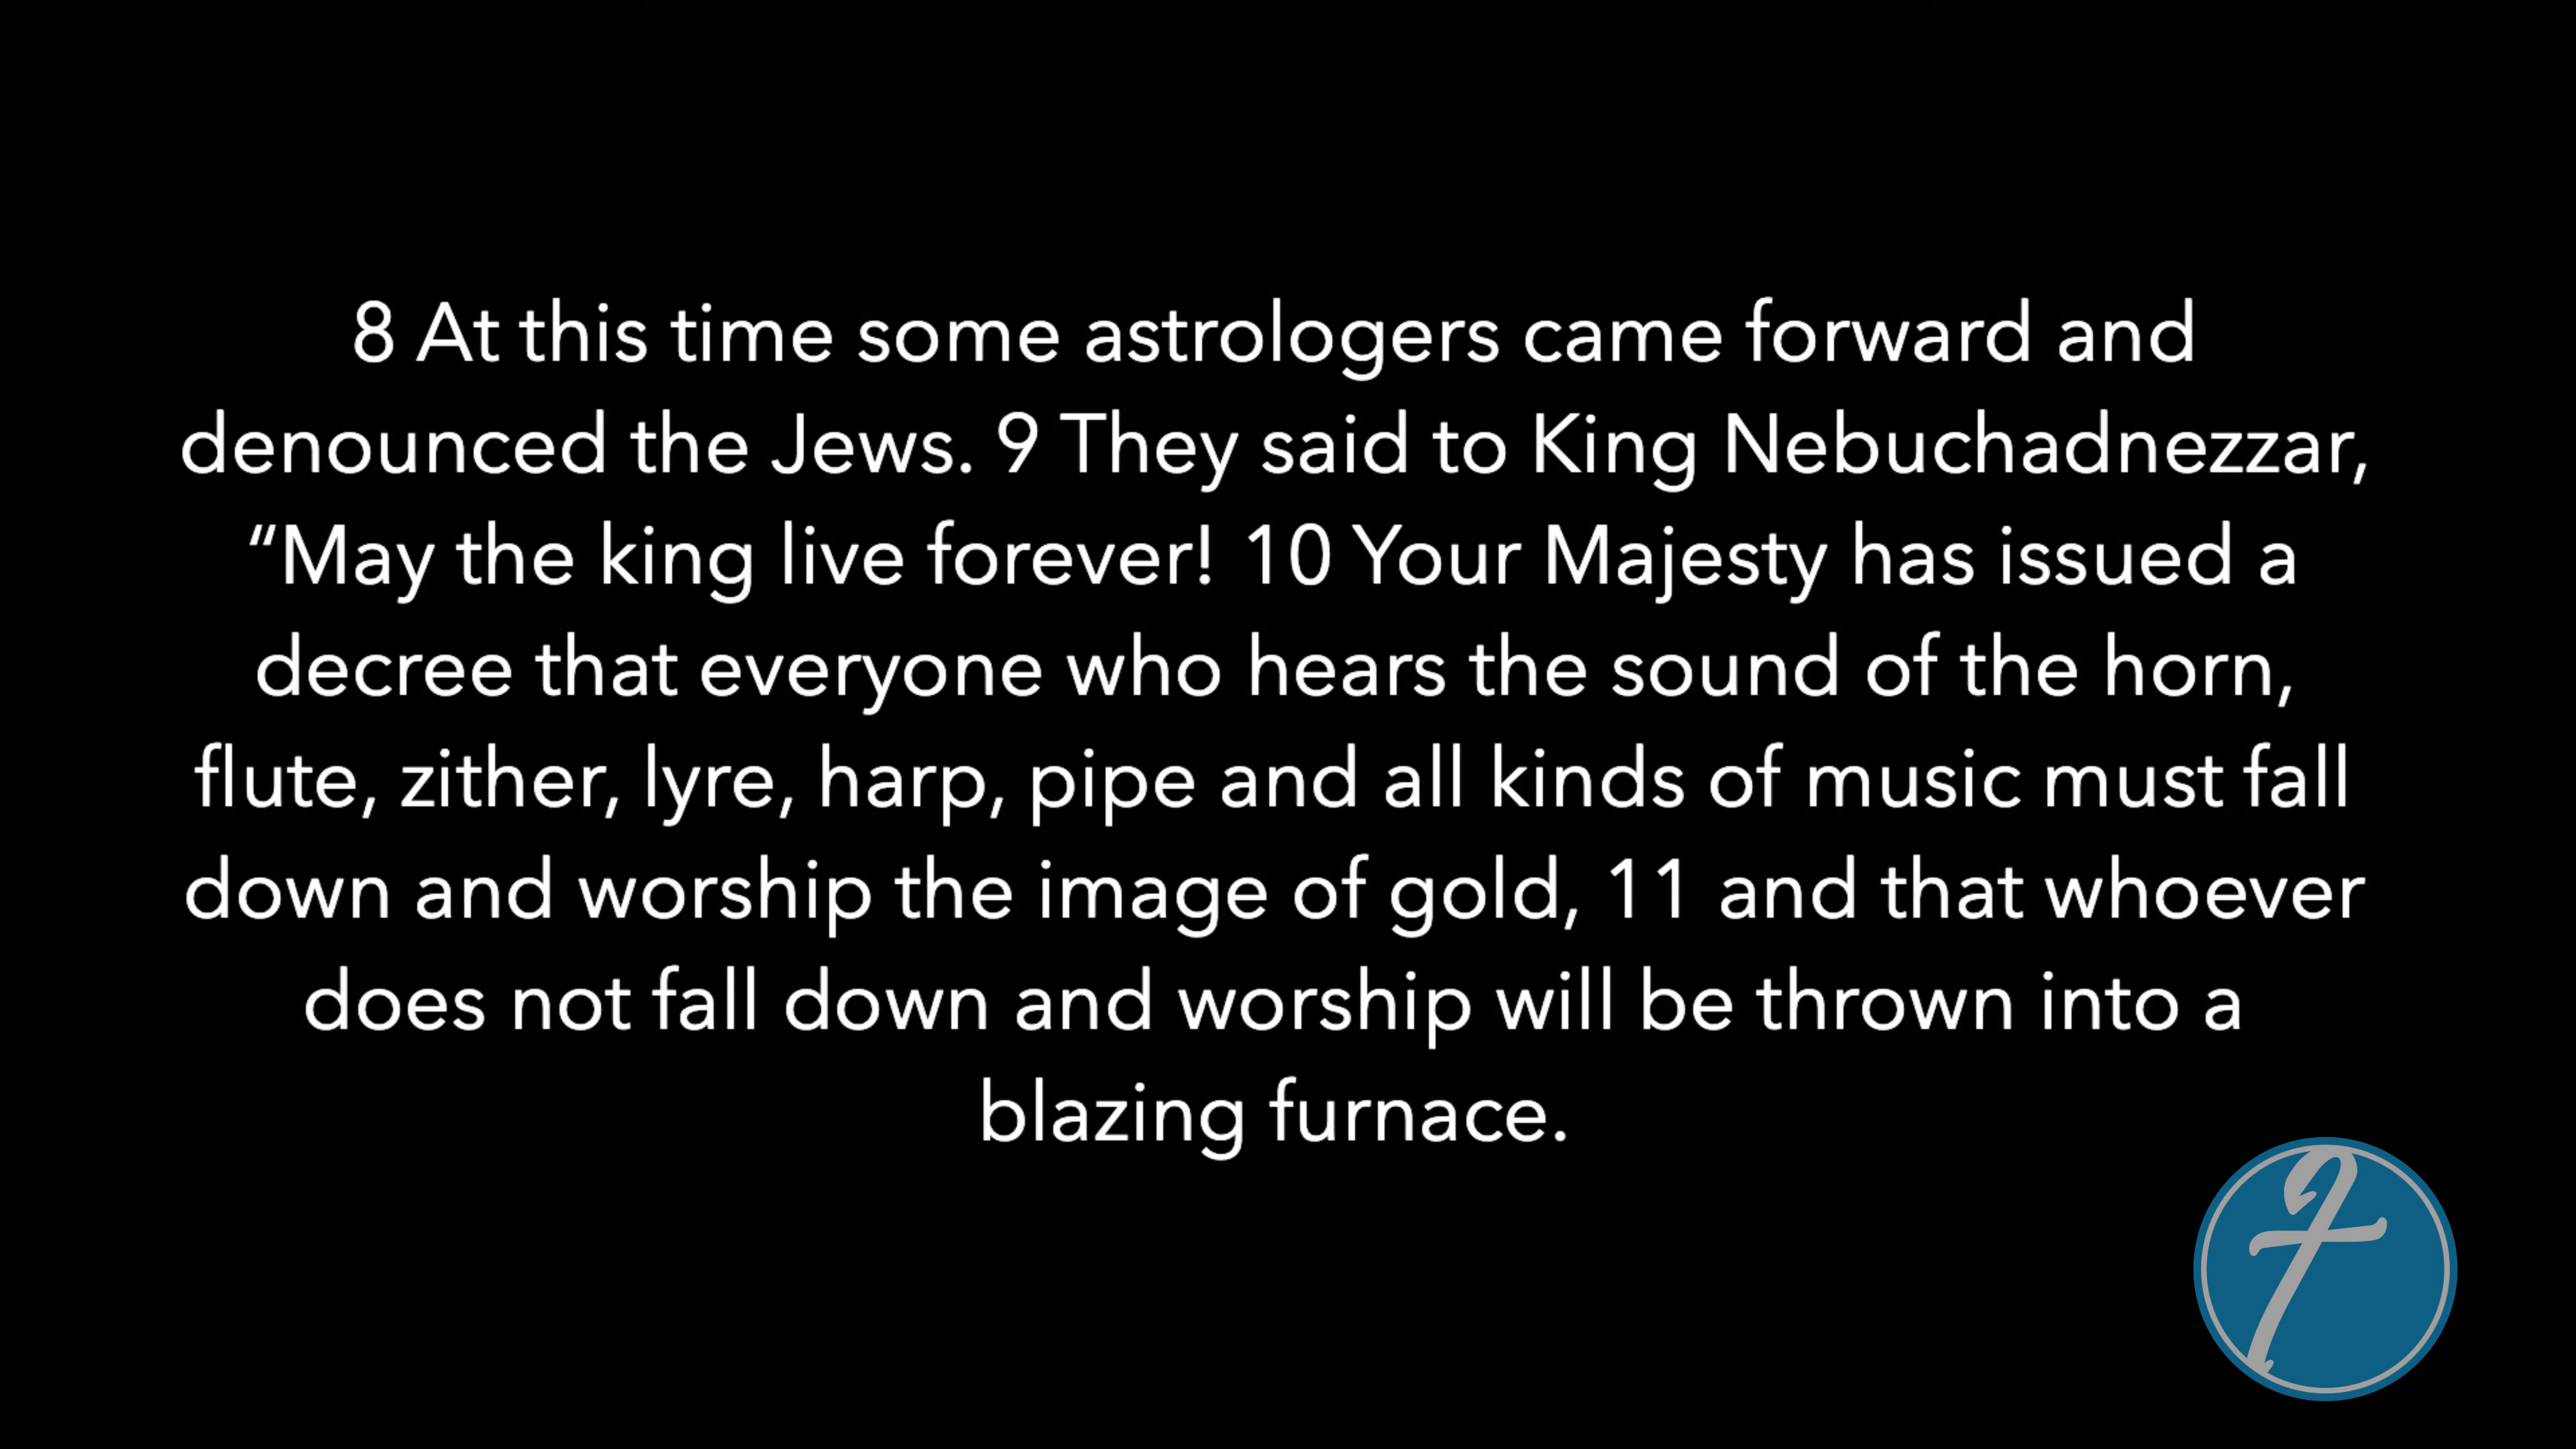 8 At this time some astrologers came forward and
denounced the Jews. 9 They said to King Nebuchadnezzar,
“May the king live forever! 10 Your Majesty has issued a
decree that everyone who hears the sound of the horn,
flute, zither, lyre, harp, pipe and all kinds of music must fall
down and worship the image of gold, 11 and that whoever
does not fall down and worship will be thrown into a
blazing furnace.